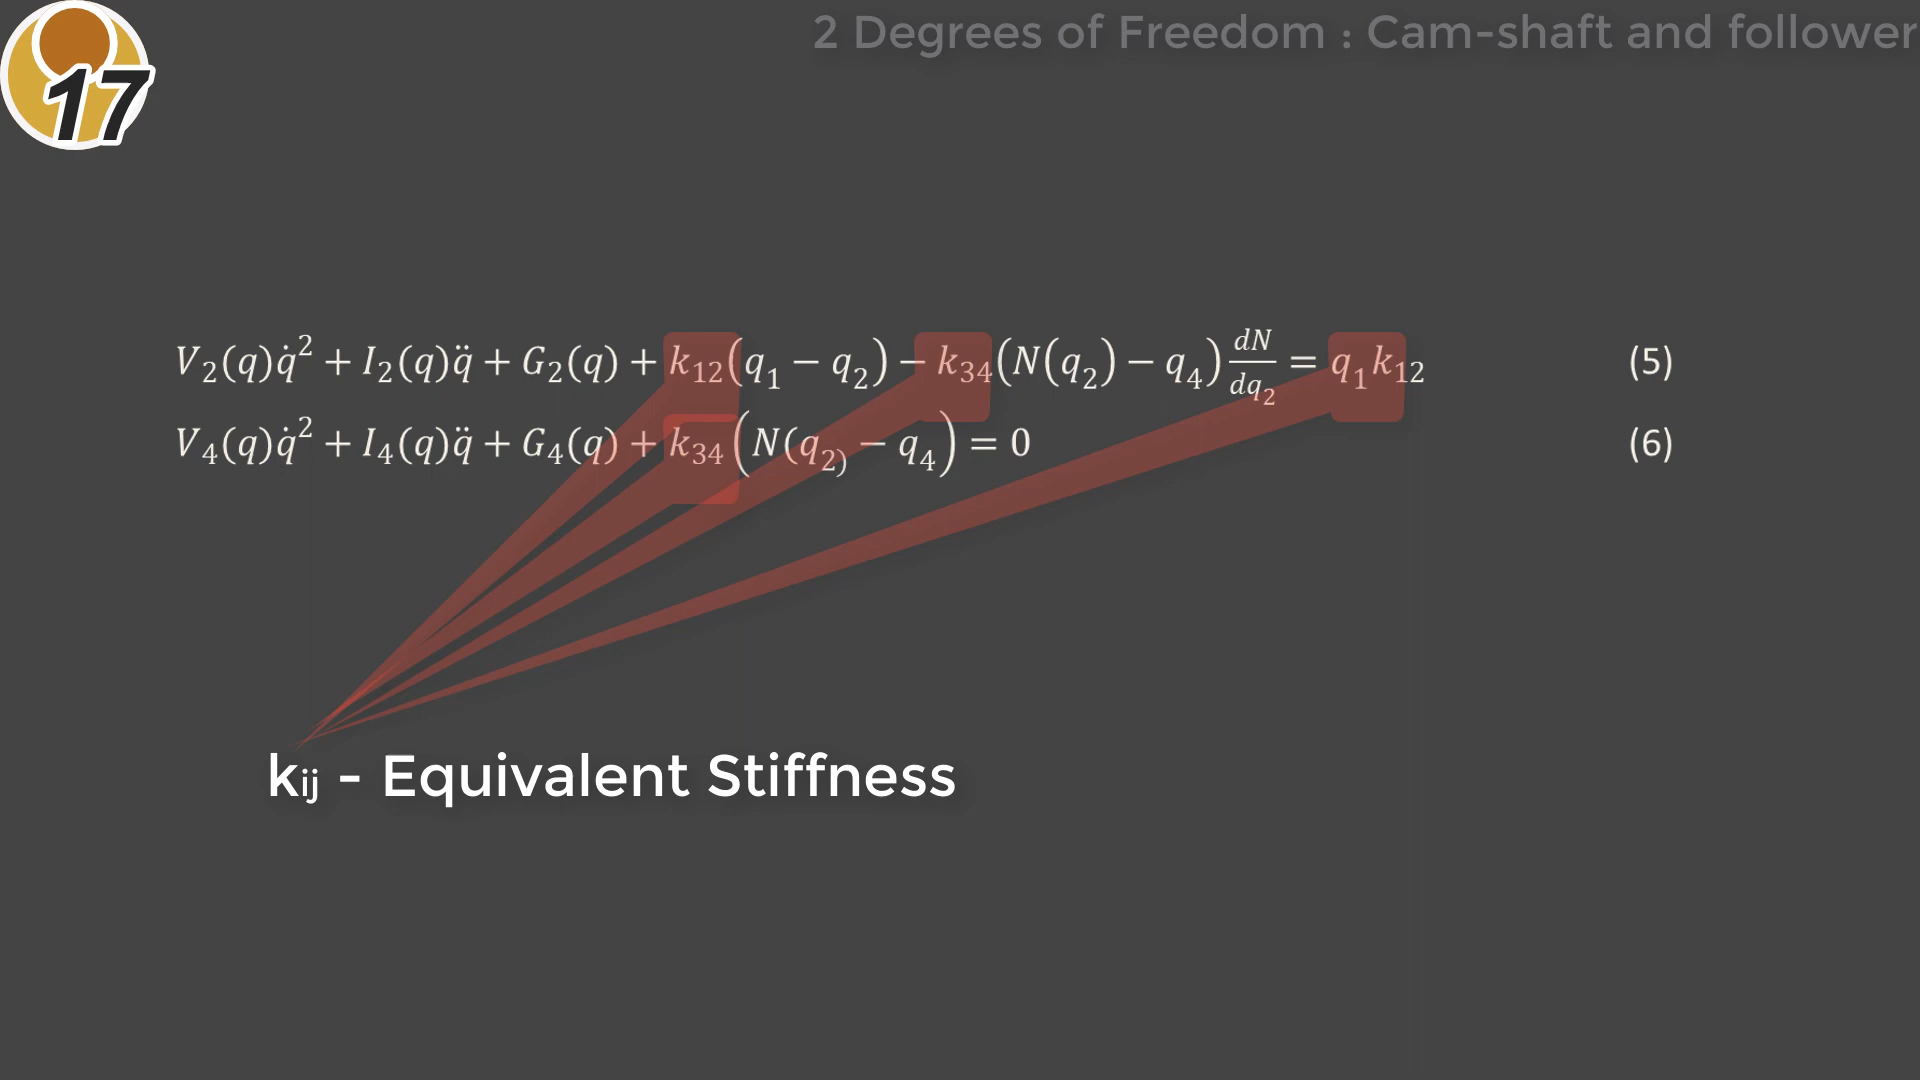 2 Degrees of Freedom : Cam-shaft and follower
17
V₂(q)q̇² + I₂(q)q̈ + G₂(q) + k₁₂(q₁ − q₂) − k₃₄(N(q₂) − q₄) dN/dq₂ = q₁k₁₂ (5)
V₄(q)q̇² + I₄(q)q̈ + G₄(q) + k₃₄(N(q₂₎ − q₄) = 0 (6)
kᵢⱼ - Equivalent Stiffness